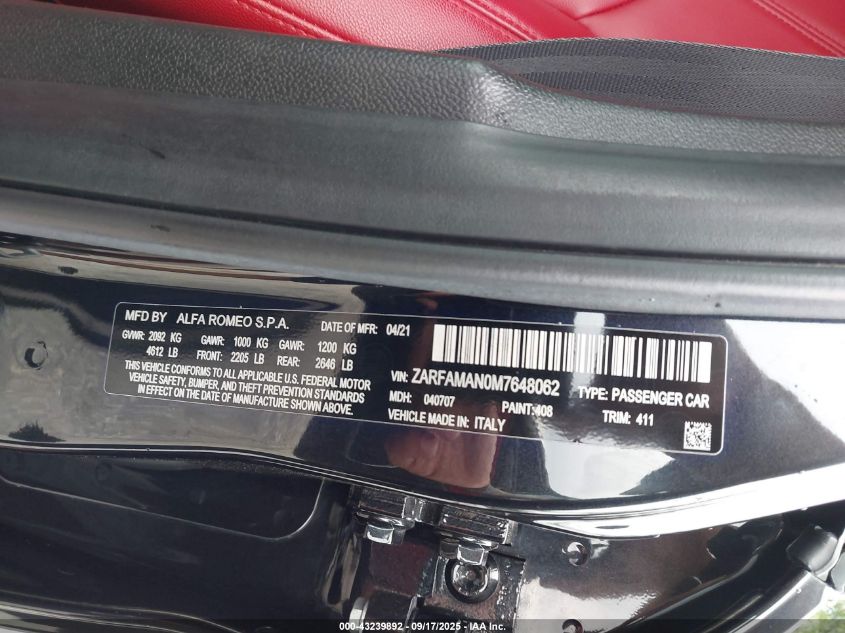 MFD BY ALFA ROMEO S.P.A. DATE OF MFR: 04/21
GVWR: 2092 KG GAWR: 1000 KG GAWR: 1200 KG
4612 LB FRONT: 2205 LB REAR: 2646 LB
THIS VEHICLE CONFORMS TO ALL APPLICABLE U.S. FEDERAL MOTOR
VEHICLE SAFETY, BUMPER, AND THEFT PREVENTION STANDARDS
IN EFFECT ON THE DATE OF MANUFACTURE SHOWN ABOVE.
VIN: ZARFAMAN0M7648062 TYPE: PASSENGER CAR
MDH: 040707 PAINT: 408 TRIM: 411
VEHICLE MADE IN: ITALY
000-43239892 - 09/17/2025 - IAA Inc.